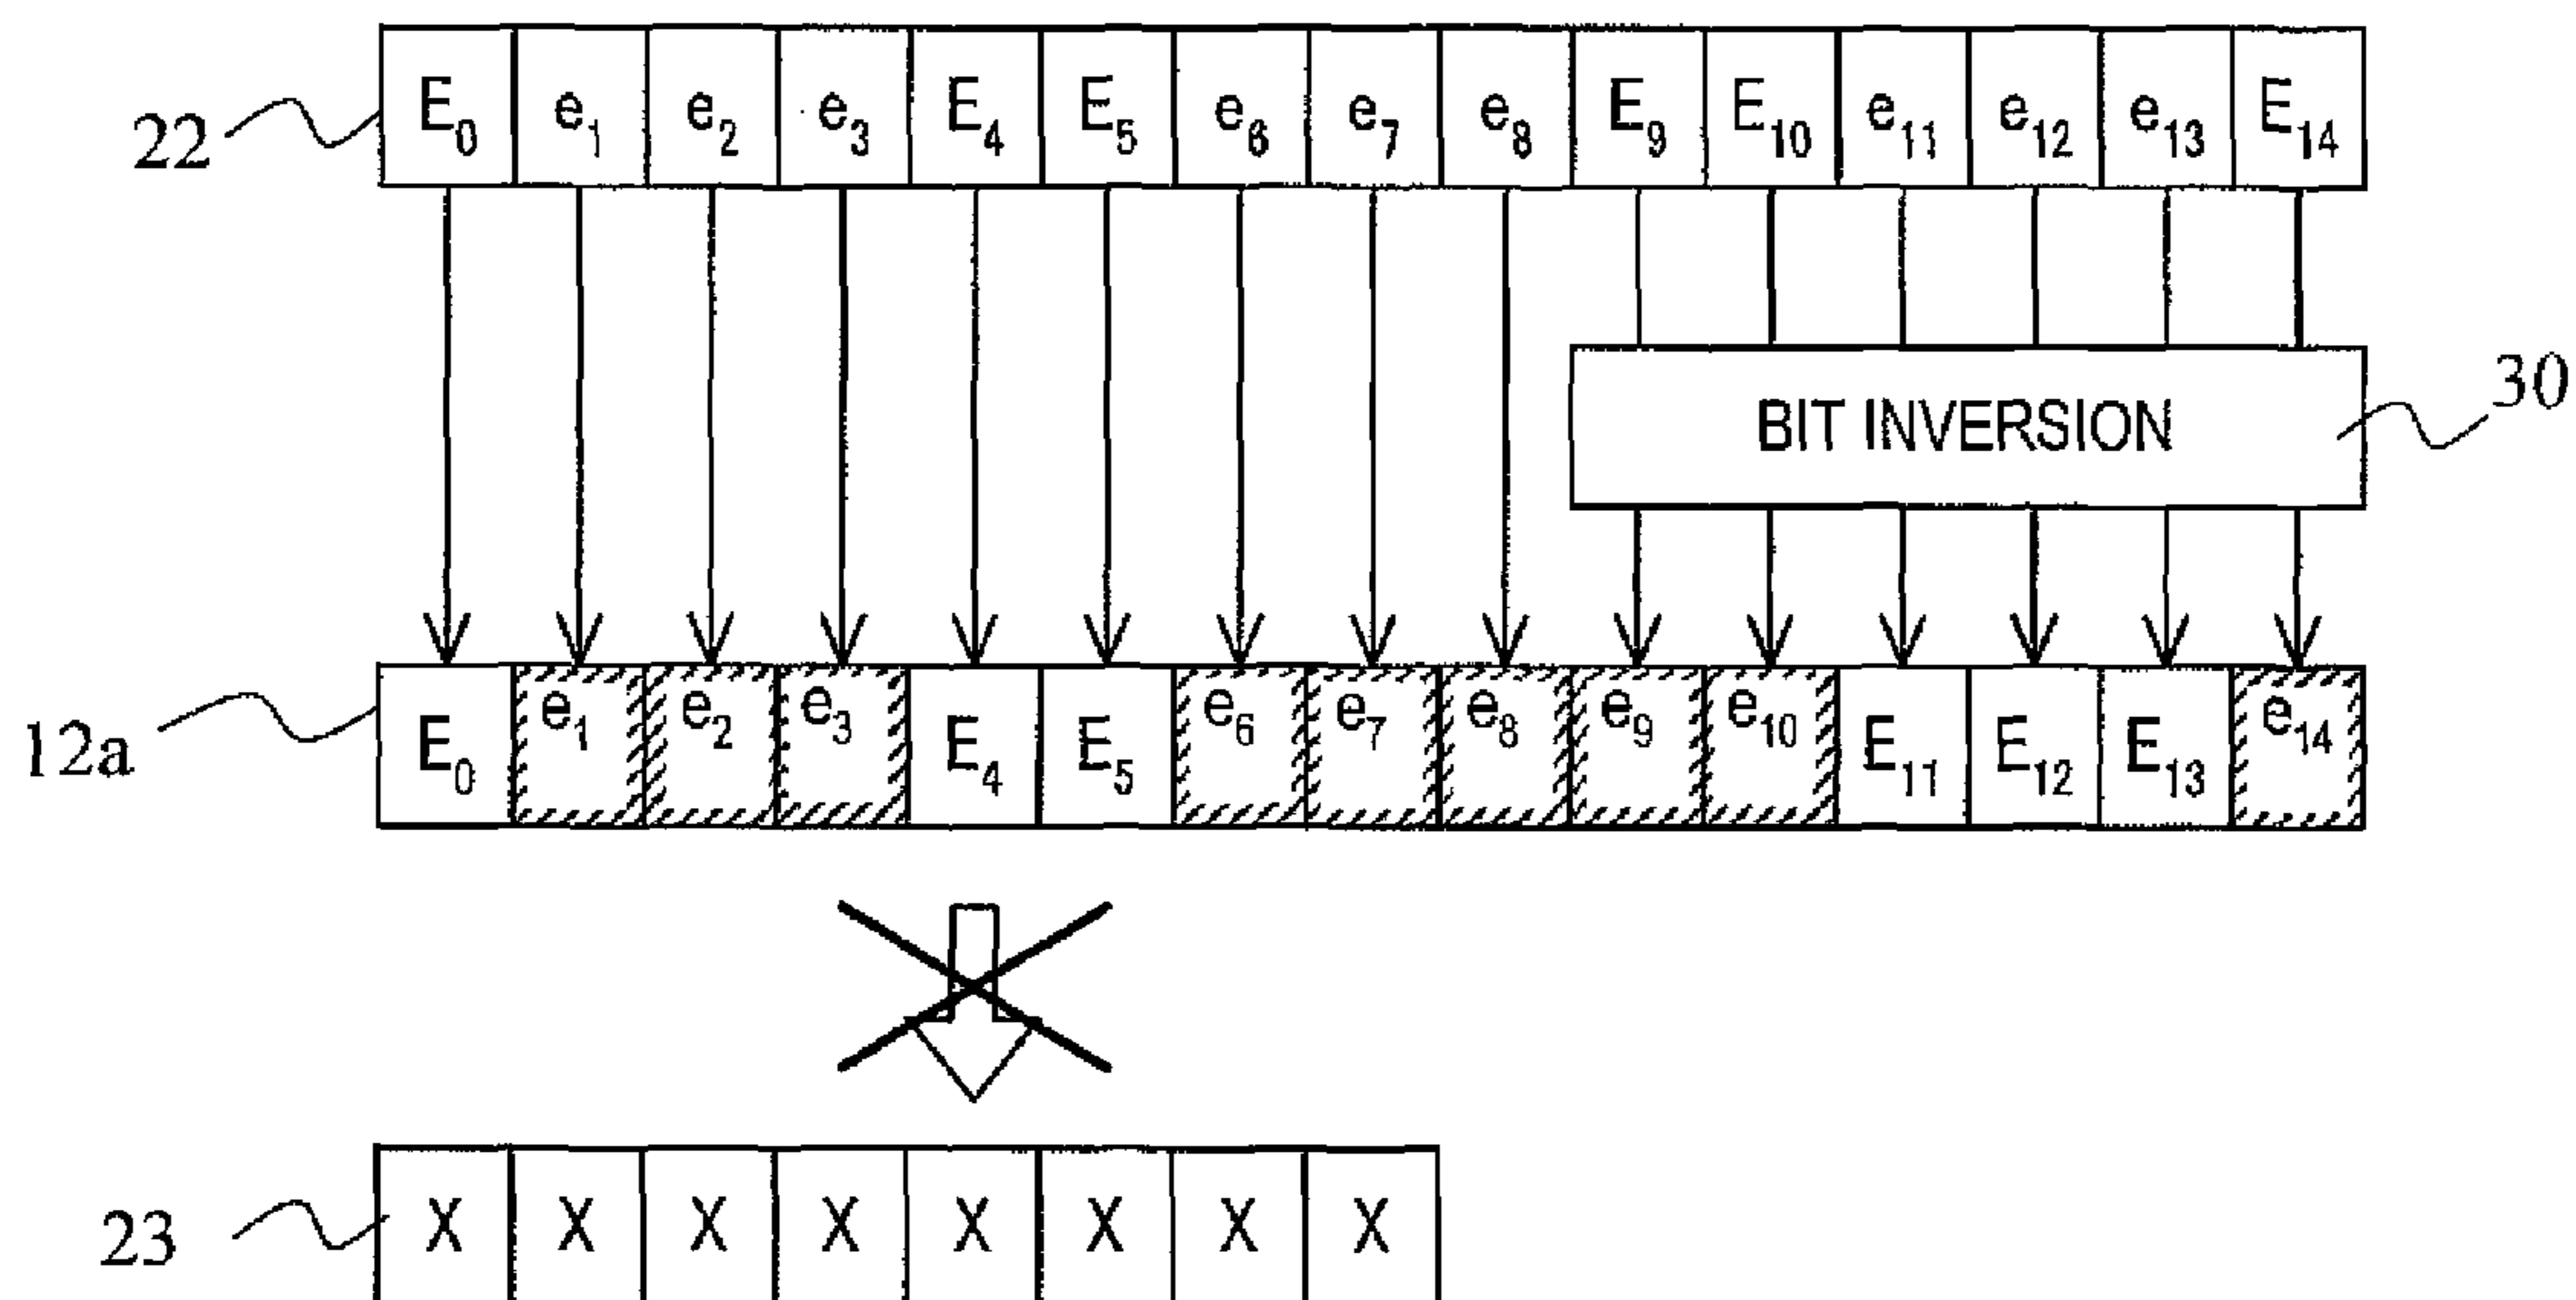 22 E₀ e₁ e₂ e₃ E₄ E₅ e₆ e₇ e₈ E₉ E₁₀ e₁₁ e₁₂ e₁₃ E₁₄
BIT INVERSION 30
12a E₀ e₁ e₂ e₃ E₄ E₅ e₆ e₇ e₈ e₉ e₁₀ E₁₁ E₁₂ E₁₃ e₁₄
23 X X X X X X X X